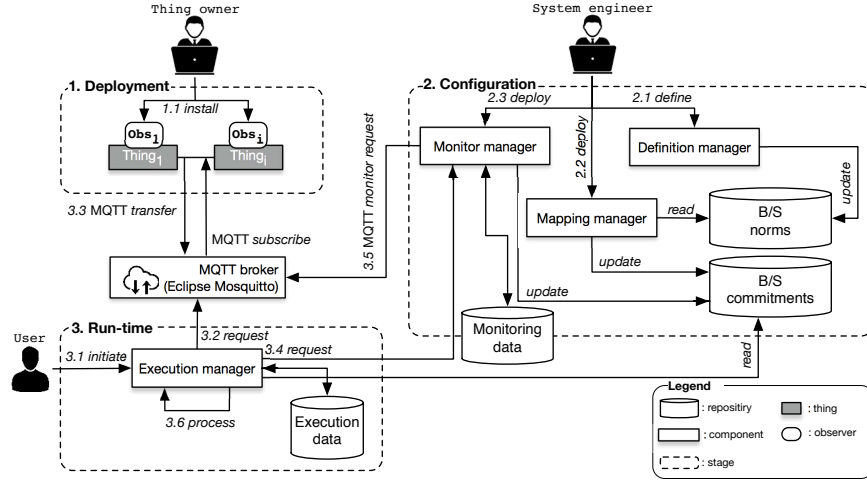 Thing owner
System engineer
1. Deployment
2. Configuration
1.1 install
2.3 deploy
2.1 define
Obs1
Obsi
Thing1
Thingi
Monitor manager
Definition manager
2.2 deploy
3.5 MQTT monitor request
update
3.3 MQTT transfer
MQTT subscribe
Mapping manager
read
B/S
norms
MQTT broker
(Eclipse Mosquitto)
update
B/S
commitments
update
Monitoring
data
3. Run-time
User
3.1 initiate
3.2 request
3.4 request
Execution manager
read
3.6 process
Execution
data
Legend
: repositiry
: thing
: component
: observer
: stage